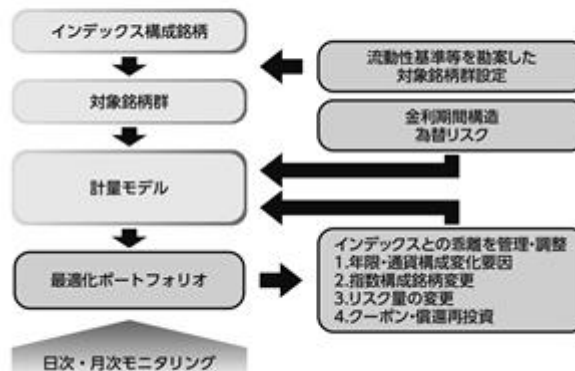 インデックス構成銘柄
流動性基準等を勘案した
対象銘柄群設定
対象銘柄群
金利期間構造
為替リスク
計量モデル
最適化ポートフォリオ
インデックスとの乖離を管理・調整
1.年限・通貨構成変化要因
2.指数構成銘柄変更
3.リスク量の変更
4.クーポン・償還再投資
日次・月次モニタリング